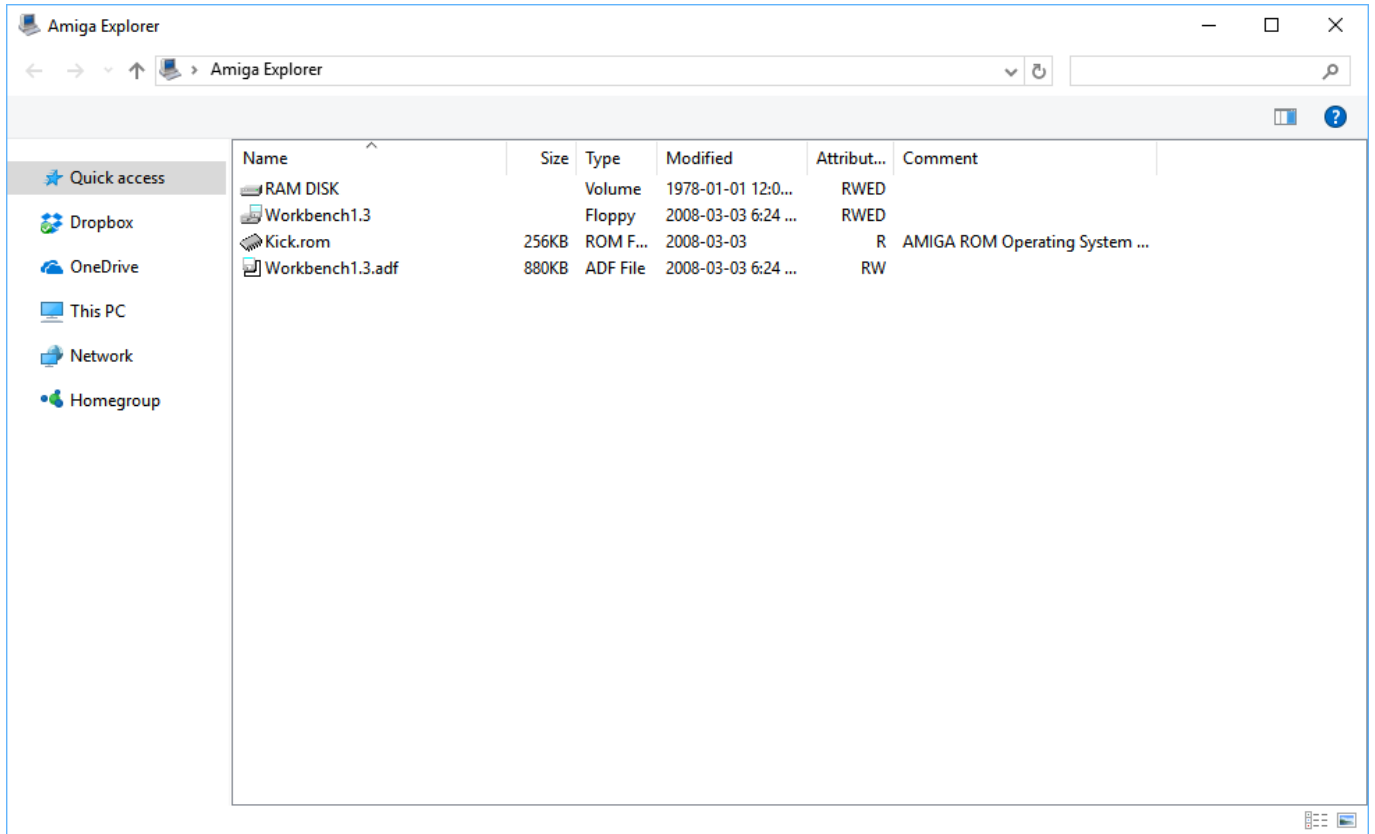 Amiga Explorer
Amiga Explorer
Name Size Type Modified Attribut... Comment
Quick access
RAM DISK Volume 1978-01-01 12:0... RWED
Workbench1.3 Floppy 2008-03-03 6:24 ... RWED
Dropbox
Kick.rom 256KB ROM F... 2008-03-03 R AMIGA ROM Operating System ...
Workbench1.3.adf 880KB ADF File 2008-03-03 6:24 ... RW
OneDrive
This PC
Network
Homegroup